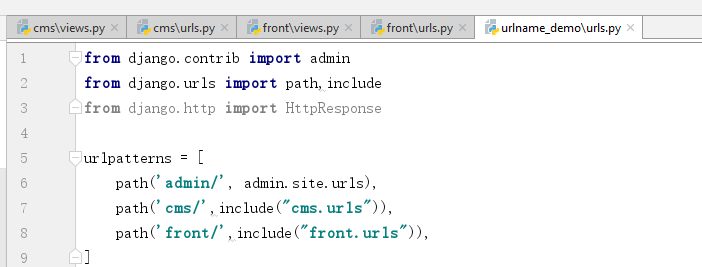 cms\views.py cms\urls.py front\views.py front\urls.py urlname_demo\urls.py
1 from django.contrib import admin
2 from django.urls import path,include
3 from django.http import HttpResponse
4
5 urlpatterns = [
6 path('admin/', admin.site.urls),
7 path('cms/',include("cms.urls")),
8 path('front/',include("front.urls")),
9 ]